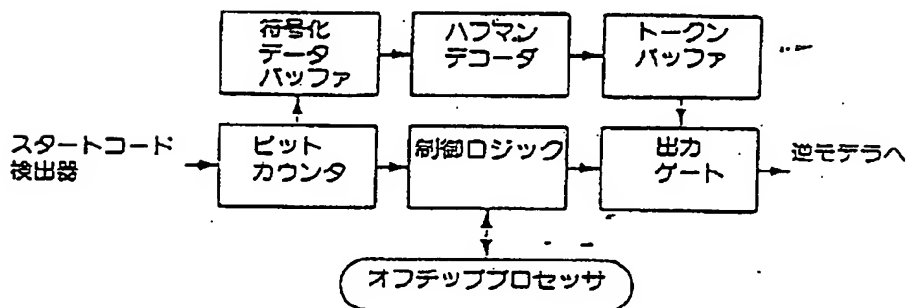 符号化
データ
バッファ
ハフマン
デコーダ
トークン
バッファ
スタートコード
検出器
ビット
カウンタ
制御ロジック
出力
ゲート
逆モデラへ
オフチッププロセッサ